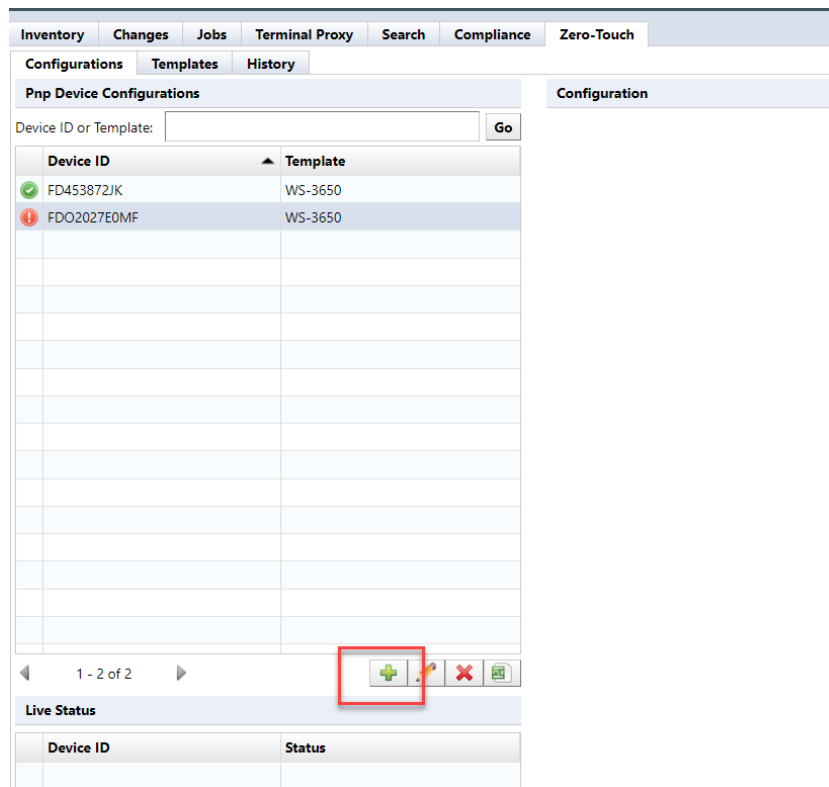 Inventory Changes Jobs Terminal Proxy Search Compliance Zero-Touch
Configurations Templates History
Pnp Device Configurations
Configuration
Device ID or Template: Go
Device ID Template
FD453872JK WS-3650
FDO2027E0MF WS-3650
1 - 2 of 2
Live Status
Device ID Status